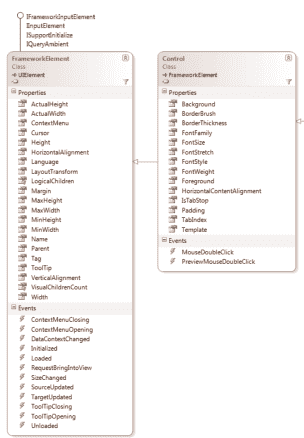 IFrameworkInputElement
IInputElement
ISupportInitialize
IQueryAmbient
FrameworkElement
Class
UIElement
Properties
ActualHeight
ActualWidth
ContextMenu
Cursor
Height
HorizontalAlignment
Language
LayoutTransform
LogicalChildren
Margin
MaxHeight
MaxWidth
MinHeight
MinWidth
Name
Parent
Tag
ToolTip
VerticalAlignment
VisualChildrenCount
Width
Events
ContextMenuClosing
ContextMenuOpening
DataContextChanged
Initialized
Loaded
RequestBringIntoView
SizeChanged
SourceUpdated
TargetUpdated
ToolTipClosing
ToolTipOpening
Unloaded
Control
Class
FrameworkElement
Properties
Background
BorderBrush
BorderThickness
FontFamily
FontSize
FontStretch
FontStyle
FontWeight
Foreground
HorizontalContentAlignment
IsTabStop
Padding
TabIndex
Template
Events
MouseDoubleClick
PreviewMouseDoubleClick